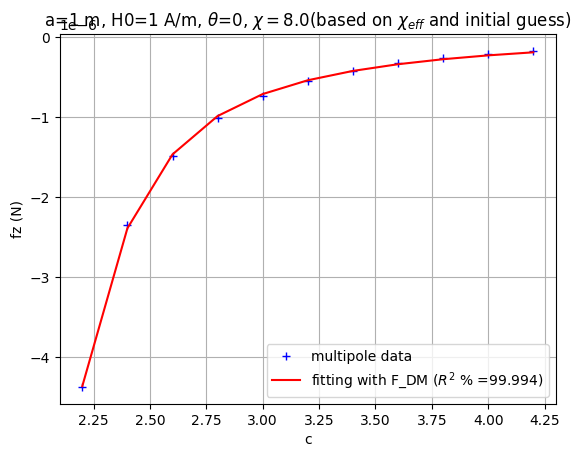 a=1 m, H0=1 A/m, θ=0, χ = 8.0(based on χ_eff and initial guess)
1e−6
0
−1
−2
−3
−4
fz (N)
multipole data
fitting with F_DM (R² % =99.994)
2.25 2.50 2.75 3.00 3.25 3.50 3.75 4.00 4.25
c